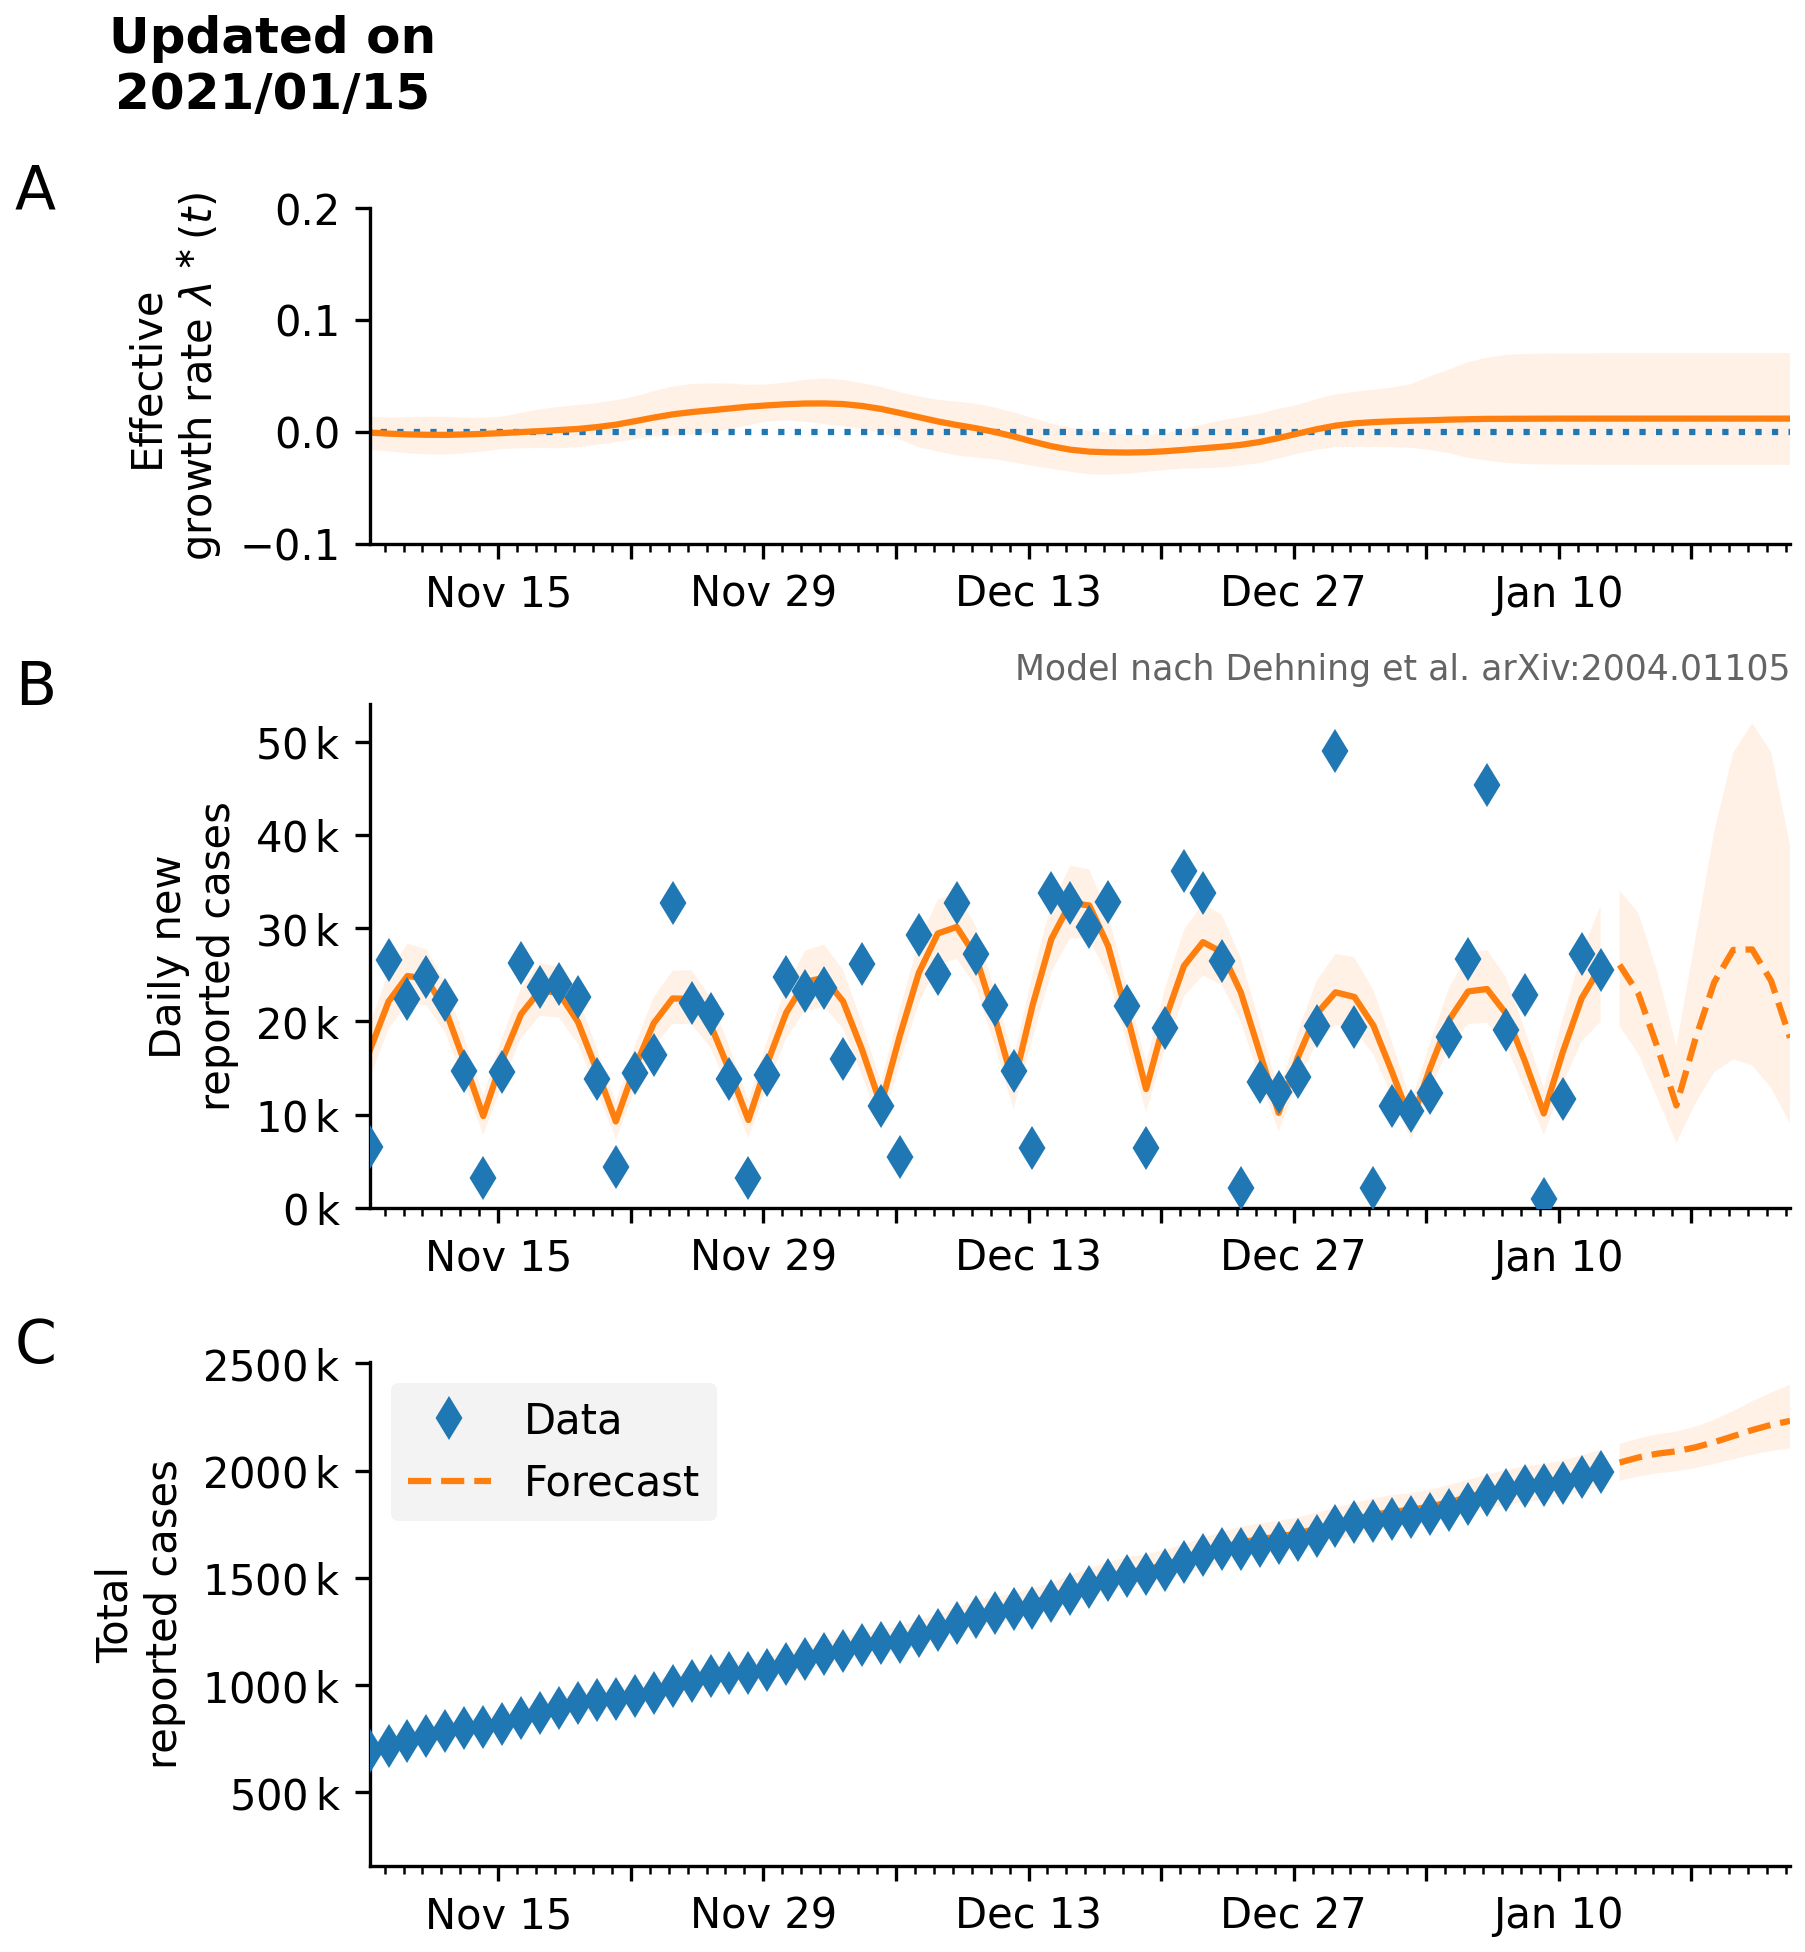 Updated on
2021/01/15
A
Effective
growth rate λ * (t)
0.2
0.1
0.0
−0.1
Nov 15 Nov 29 Dec 13 Dec 27 Jan 10
B
Model nach Dehning et al. arXiv:2004.01105
Daily new
reported cases
50 k
40 k
30 k
20 k
10 k
0 k
Nov 15 Nov 29 Dec 13 Dec 27 Jan 10
C
Total
reported cases
2500 k
2000 k
1500 k
1000 k
500 k
Data
Forecast
Nov 15 Nov 29 Dec 13 Dec 27 Jan 10